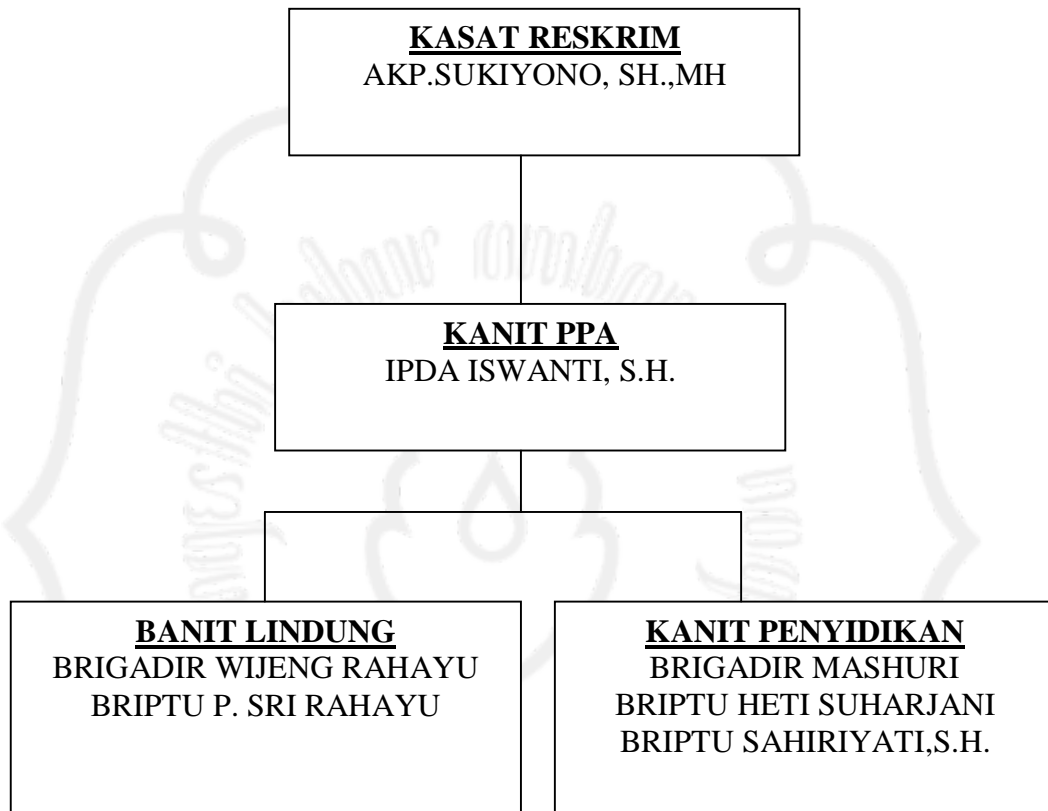 KASAT RESKRIM
AKP.SUKIYONO, SH.,MH
KANIT PPA
IPDA ISWANTI, S.H.
BANIT LINDUNG
BRIGADIR WIJENG RAHAYU
BRIPTU P. SRI RAHAYU
KANIT PENYIDIKAN
BRIGADIR MASHURI
BRIPTU HETI SUHARJANI
BRIPTU SAHIRIYATI,S.H.